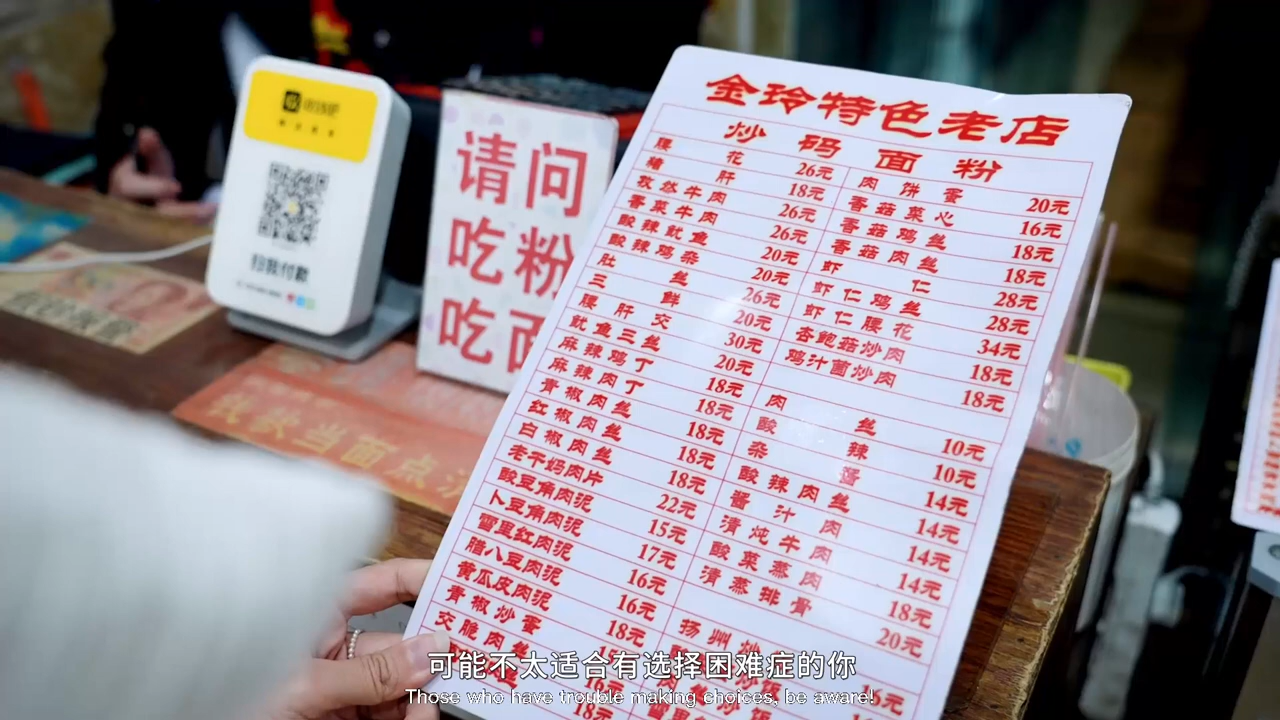 金玲特色老店
炒码面粉
腰花 26元 肉饼蛋 20元
猪肝 18元 香菇菜心 16元
孜然牛肉 26元 香菇鸡丝 18元
香菜牛肉 26元 香菇肉丝 18元
酸辣鱿鱼 20元 虾仁 28元
酸辣鸡杂 20元 虾仁鸡丝 28元
肚丝 26元 虾仁腰花 34元
三鲜 20元 杏鲍菇炒肉 18元
腰肝交 30元 鸡汁菌炒肉 18元
鱿鱼三丝 20元
麻辣鸡丁 18元 肉丝 10元
麻辣肉丁 18元 酸辣 10元
青椒肉丝 18元 杂酱 14元
红椒肉丝 18元 酸辣肉丝 14元
白椒肉丝 18元 酱汁肉 14元
老干妈肉片 22元 清炖牛肉 14元
酸豆角肉泥 15元 酸菜蒸肉 18元
卜豆角肉泥 17元 清蒸排骨 20元
雪里红肉泥 16元
腊八豆肉泥 16元 扬州炒
黄瓜皮肉泥 18元
青椒炒蛋
交脆肉丝
18元
请问
吃粉
吃面
扫我付款
钱款当面点
可能不太适合有选择困难症的你
Those who have trouble making choices, be aware!